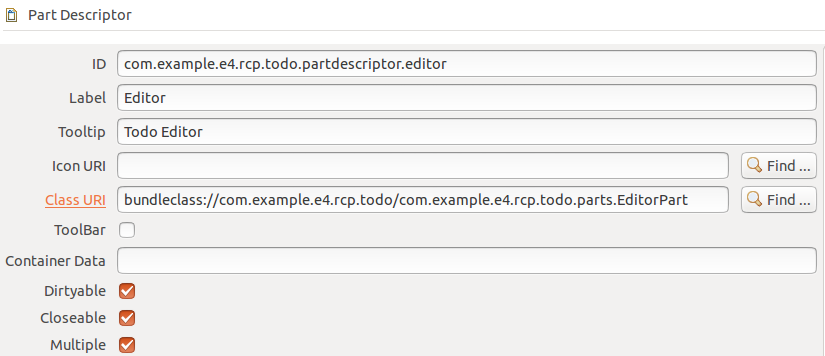 Part Descriptor
ID com.example.e4.rcp.todo.partdescriptor.editor
Label Editor
Tooltip Todo Editor
Icon URI Find ...
Class URI bundleclass://com.example.e4.rcp.todo/com.example.e4.rcp.todo.parts.EditorPart Find ...
ToolBar
Container Data
Dirtyable
Closeable
Multiple